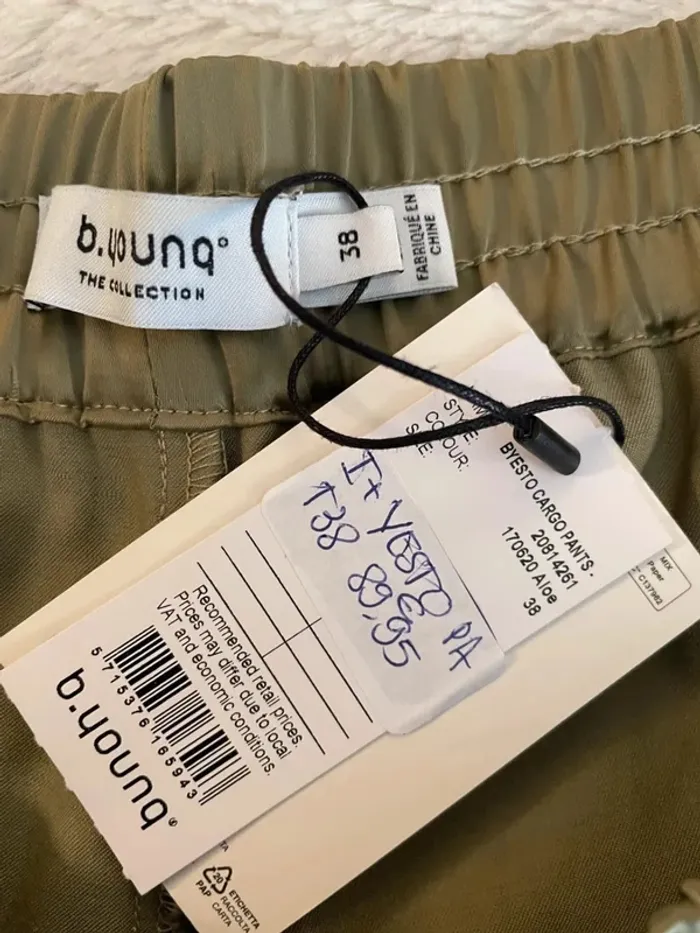 b.young®
THE COLLECTION
38
FABRIQUÉ EN
CHINE
STYLE:
COLOUR:
SIZE:
BYESTO CARGO PANTS -
20814261
170620 Aloe
38
I+ YESTO PA
T38 €
89,95
Recommended retail prices.
Prices may differ due to local
VAT and economic conditions.
5 715376 165943
b.young®
MIX
Paper
C137982
20
PAP
ETICHETTA
RACCOLTA
CARTA